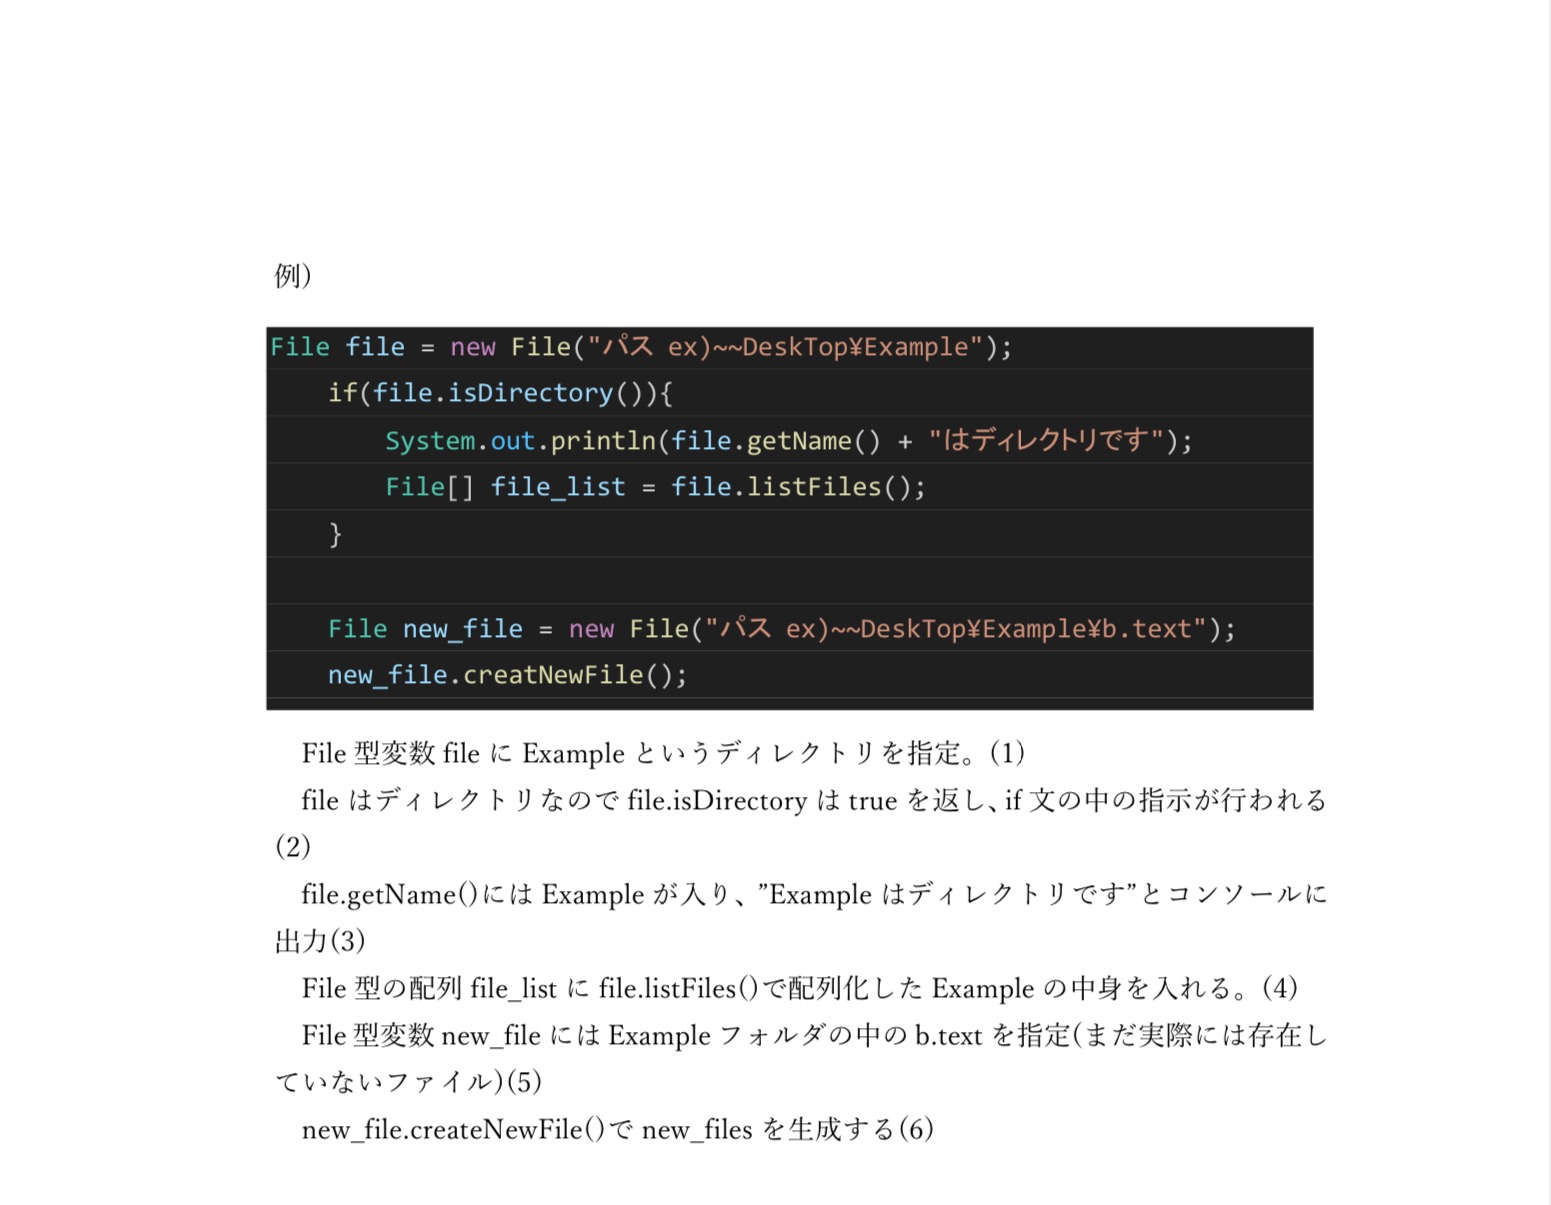 例)
File file = new File("パス ex)~~DeskTop¥Example");
if(file.isDirectory()){
System.out.println(file.getName() + "はディレクトリです");
File[] file_list = file.listFiles();
}
File new_file = new File("パス ex)~~DeskTop¥Example¥b.text");
new_file.creatNewFile();
File 型変数 file に Example というディレクトリを指定。(1)
file はディレクトリなので file.isDirectory は true を返し、if 文の中の指示が行われる
(2)
file.getName()には Example が入り、”Example はディレクトリです”とコンソールに
出力(3)
File 型の配列 file_list に file.listFiles()で配列化した Example の中身を入れる。(4)
File 型変数 new_file には Example フォルダの中の b.text を指定(まだ実際には存在し
ていないファイル)(5)
new_file.createNewFile()で new_files を生成する(6)